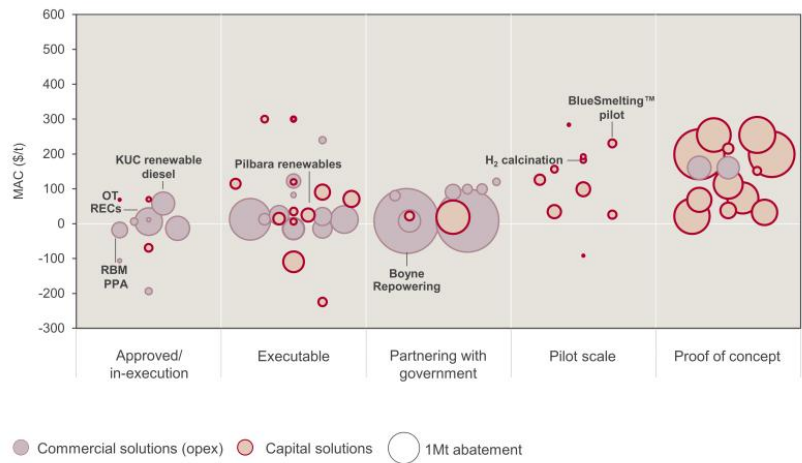 600
500
400
300
200
100
0
-100
-200
-300
MAC ($/t)
KUC renewable
diesel
OT
RECs
RBM
PPA
Pilbara renewables
Boyne
Repowering
BlueSmelting™
pilot
H₂ calcination
Approved/
in-execution
Executable
Partnering with
government
Pilot scale
Proof of concept
Commercial solutions (opex)
Capital solutions
1Mt abatement